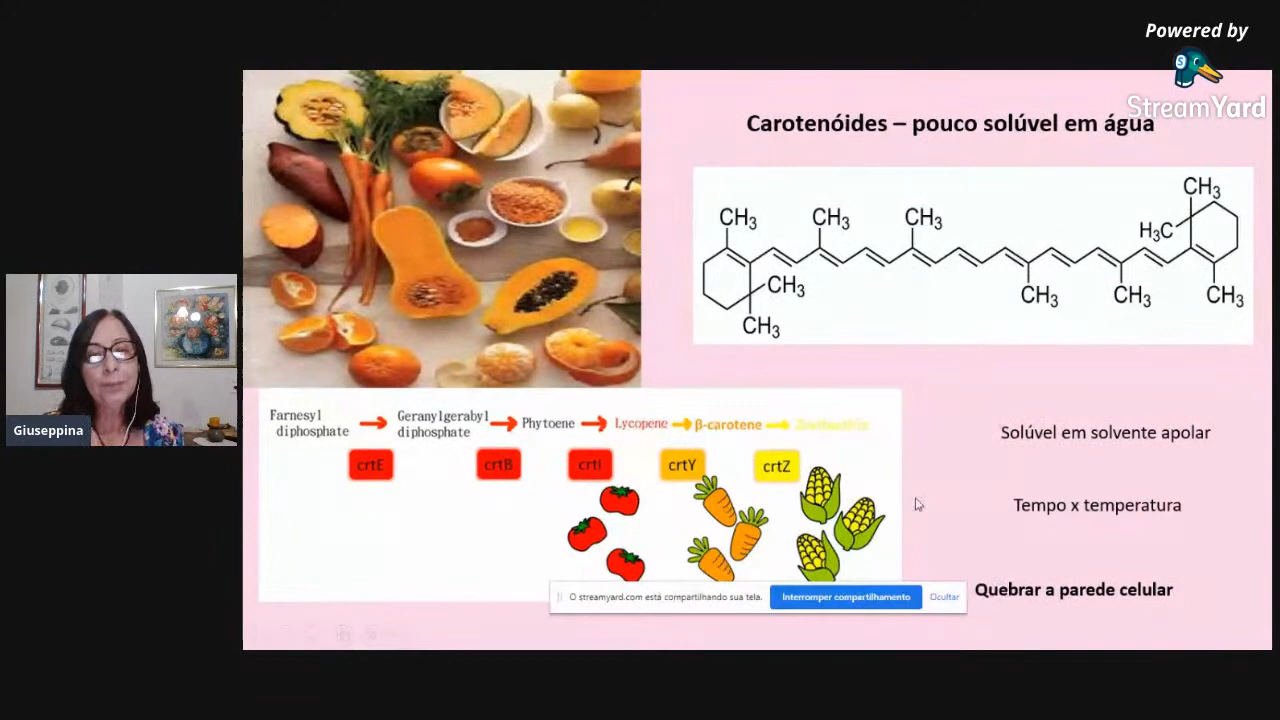 Powered by
StreamYard
Carotenóides – pouco solúvel em água
CH3
CH3
CH3
CH3
H3C
CH3
CH3
CH3
CH3
CH3
Giuseppina
Farnesyl
diphosphate
Geranylgerabyl
diphosphate
Phytoene
Lycopene
β-carotene
crtE
crtB
crtI
crtY
crtZ
Solúvel em solvente apolar
Tempo x temperatura
Quebrar a parede celular
O streamyard.com está compartilhando sua tela.
Interromper compartilhamento
Ocultar